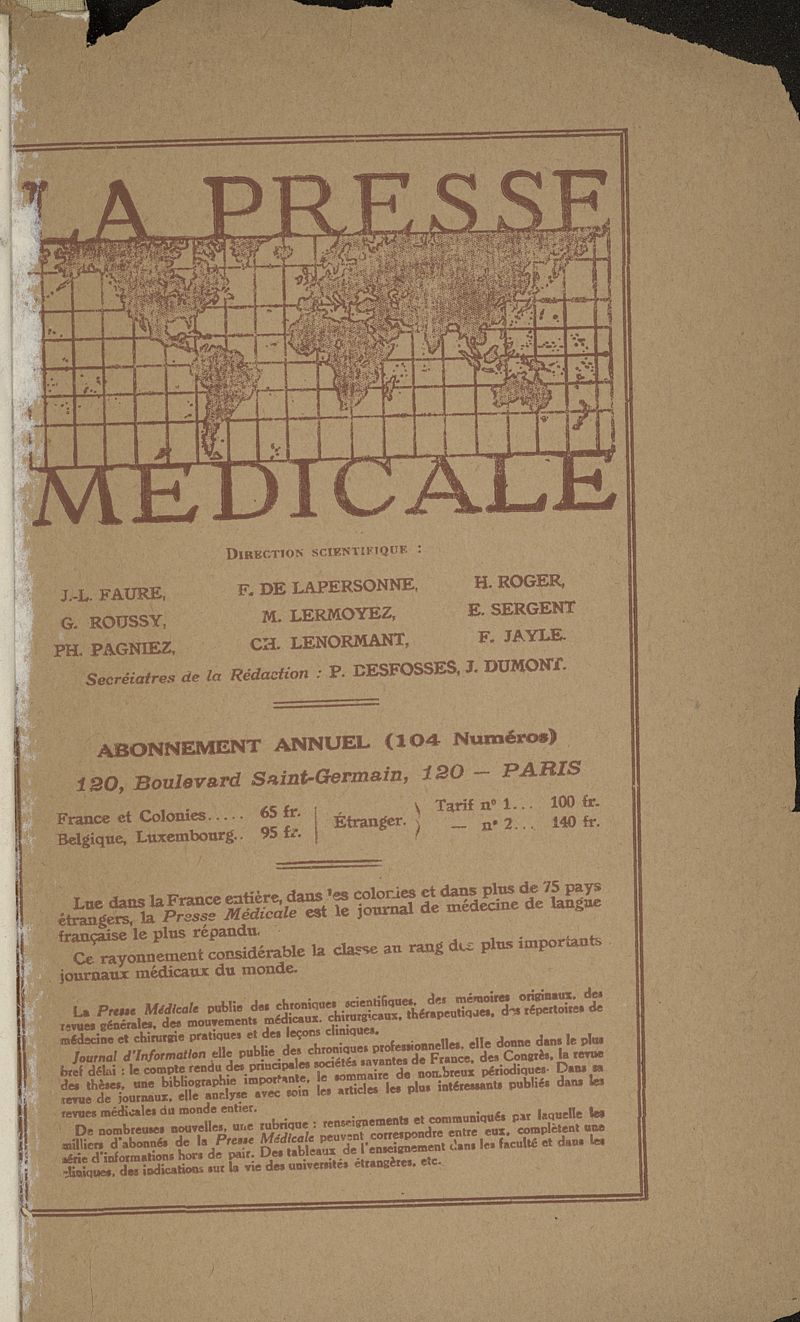 LA PRESSE
MEDICALE
DIRECTION SCIENTIFIQUE :
J.-L. FAURE, F. DE LAPERSONNE, H. ROGER,
G. ROUSSY, M. LERMOYEZ, E. SERGENT
PH. PAGNIEZ, CH. LENORMANT, F. JAYLE.
Secrétaires de la Rédaction : P. DESFOSSES, J. DUMONT.
ABONNEMENT ANNUEL (104 Numéros)
120, Boulevard Saint-Germain, 120 — PARIS
France et Colonies..... 65 fr. | Étranger. ) Tarif n° 1... 100 fr.
Belgique, Luxembourg.. 95 fr. | — n° 2... 140 fr.
Lue dans la France entière, dans les colonies et dans plus de 75 pays
étrangers, la Presse Médicale est le journal de médecine de langue
française le plus répandu.
Ce rayonnement considérable la classe au rang des plus importants
journaux médicaux du monde.
La Presse Médicale publie des chroniques scientifiques, des mémoires originaux, des
revues générales, des mouvements médicaux, chirurgicaux, thérapeutiques, des répertoires de
médecine et chirurgie pratiques et des leçons cliniques.
Journal d'Information elle publie des chroniques professionnelles, elle donne dans le plus
bref délai : le compte rendu des principales sociétés savantes de France, des Congrès, la revue
des thèses, une bibliographie importante, le sommaire de nombreux périodiques. Dans sa
revue de journaux, elle analyse avec soin les articles les plus intéressants publiés dans les
revues médicales du monde entier.
De nombreuses nouvelles, une rubrique : renseignements et communiqués par laquelle les
milliers d'abonnés de la Presse Médicale peuvent correspondre entre eux, complètent une
série d'informations hors de pair. Des tableaux de l'enseignement dans les faculté et dans les
cliniques, des indications sur la vie des universités étrangères, etc.